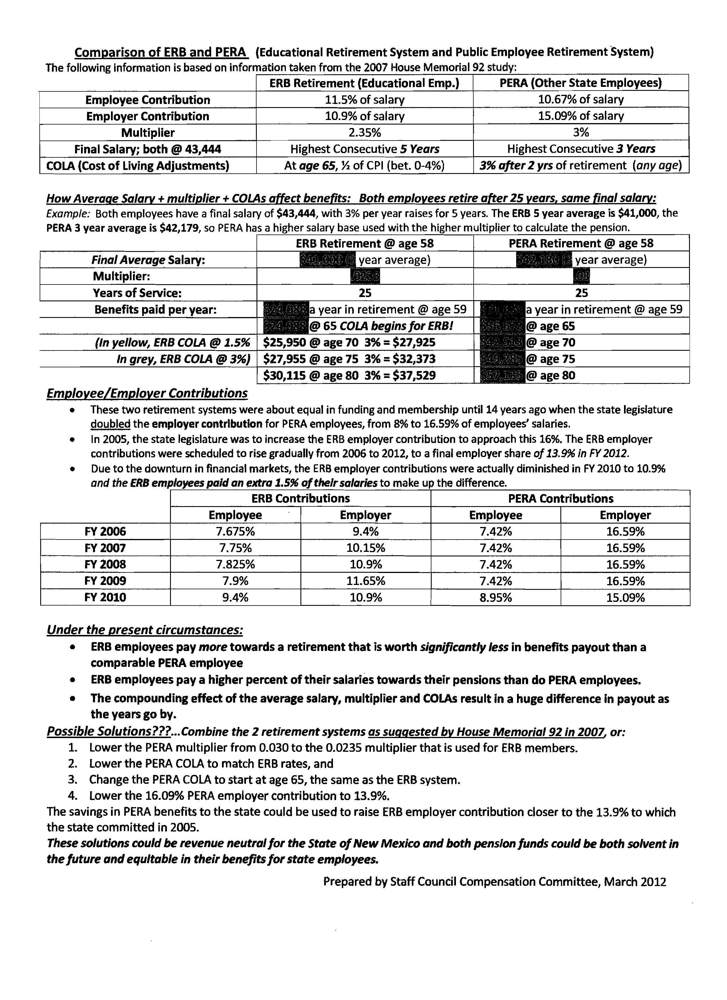 Comparison of ERB and PERA (Educational Retirement System and Public Employee Retirement System)
The following information is based on information taken from the 2007 House Memorial 92 study:
ERB Retirement (Educational Emp.) PERA (Other State Employees)
Employee Contribution 11.5% of salary 10.67% of salary
Employer Contribution 10.9% of salary 15.09% of salary
Multiplier 2.35% 3%
Final Salary; both @ 43,444 Highest Consecutive 5 Years Highest Consecutive 3 Years
COLA (Cost of Living Adjustments) At age 65, ½ of CPI (bet. 0-4%) 3% after 2 yrs of retirement (any age)
How Average Salary + multiplier + COLAs affect benefits: Both employees retire after 25 years, same final salary:
Example: Both employees have a final salary of $43,444, with 3% per year raises for 5 years. The ERB 5 year average is $41,000, the
PERA 3 year average is $42,179, so PERA has a higher salary base used with the higher multiplier to calculate the pension.
ERB Retirement @ age 58 PERA Retirement @ age 58
Final Average Salary: $41,000 (5 year average) $42,180 (3 year average)
Multiplier: .0235 .03
Years of Service: 25 25
Benefits paid per year: a year in retirement @ age 59 a year in retirement @ age 59
@ 65 COLA begins for ERB! $36,672 @ age 65
(In yellow, ERB COLA @ 1.5% $25,950 @ age 70 3% = $27,925 @ age 70
In grey, ERB COLA @ 3%) $27,955 @ age 75 3% = $32,373 $49,285 @ age 75
$30,115 @ age 80 3% = $37,529 $57,135 @ age 80
Employee/Employer Contributions
• These two retirement systems were about equal in funding and membership until 14 years ago when the state legislature
doubled the employer contribution for PERA employees, from 8% to 16.59% of employees' salaries.
• In 2005, the state legislature was to increase the ERB employer contribution to approach this 16%. The ERB employer
contributions were scheduled to rise gradually from 2006 to 2012, to a final employer share of 13.9% in FY 2012.
• Due to the downturn in financial markets, the ERB employer contributions were actually diminished in FY 2010 to 10.9%
and the ERB employees paid an extra 1.5% of their salaries to make up the difference.
ERB Contributions PERA Contributions
Employee Employer Employee Employer
FY 2006 7.675% 9.4% 7.42% 16.59%
FY 2007 7.75% 10.15% 7.42% 16.59%
FY 2008 7.825% 10.9% 7.42% 16.59%
FY 2009 7.9% 11.65% 7.42% 16.59%
FY 2010 9.4% 10.9% 8.95% 15.09%
Under the present circumstances:
• ERB employees pay more towards a retirement that is worth significantly less in benefits payout than a
comparable PERA employee
• ERB employees pay a higher percent of their salaries towards their pensions than do PERA employees.
• The compounding effect of the average salary, multiplier and COLAs result in a huge difference in payout as
the years go by.
Possible Solutions???...Combine the 2 retirement systems as suggested by House Memorial 92 in 2007, or:
1. Lower the PERA multiplier from 0.030 to the 0.0235 multiplier that is used for ERB members.
2. Lower the PERA COLA to match ERB rates, and
3. Change the PERA COLA to start at age 65, the same as the ERB system.
4. Lower the 16.09% PERA employer contribution to 13.9%.
The savings in PERA benefits to the state could be used to raise ERB employer contribution closer to the 13.9% to which
the state committed in 2005.
These solutions could be revenue neutral for the State of New Mexico and both pension funds could be both solvent in
the future and equitable in their benefits for state employees.
Prepared by Staff Council Compensation Committee, March 2012